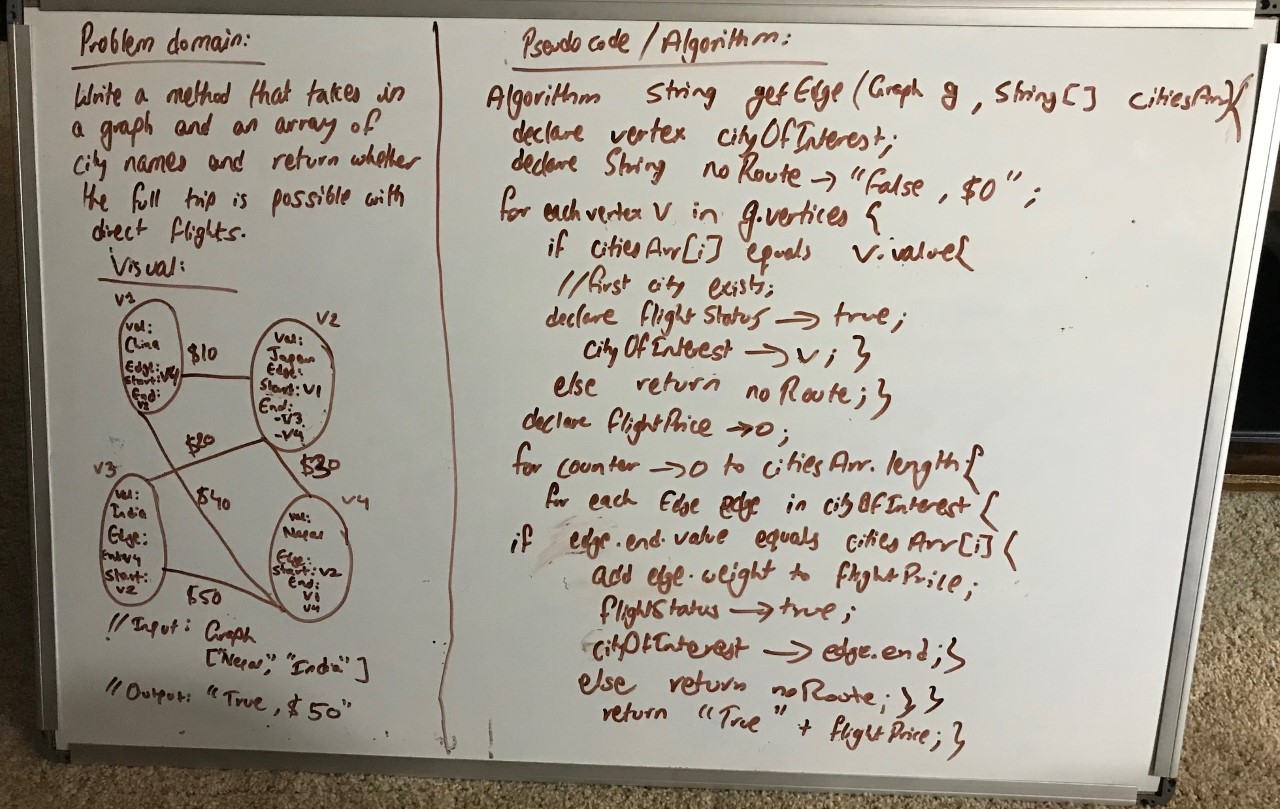 Problem domain:
Write a method that takes in
a graph and an array of
city names and return whether
the full trip is possible with
direct flights.
Visual:
V1
Val:
China
Edge:
Start: V4
End:
V2
$10
V2
Val:
Japan
Edge:
Start: V1
End:
-V3
-V4
$20
$30
$40
V3
Val:
India
Edge:
End: V4
Start:
V2
V4
Val:
Nepal
Edge:
Start: V2
End:
V1
V4
$50
//Input: Graph
["Nepal", "India"]
//Output: "True, $50"
Pseudo code / Algorithm:
Algorithm String getEdge (Graph g, String[] citiesArr){
declare vertex cityOfInterest;
declare String noRoute → "False, $0";
for each vertex V in g.vertices {
if citiesArr[i] equals V.value{
//first city exists;
declare flightStatus → true;
cityOfInterest → v; }
else return noRoute; }
declare flightPrice → 0;
for counter → 0 to citiesArr.length{
for each Edge edge in cityOfInterest {
if edge.end.value equals citiesArr[i] {
add edge.weight to flightPrice;
flightStatus → true;
cityOfInterest → edge.end; }
else return noRoute; } }
return "True" + flightPrice; }